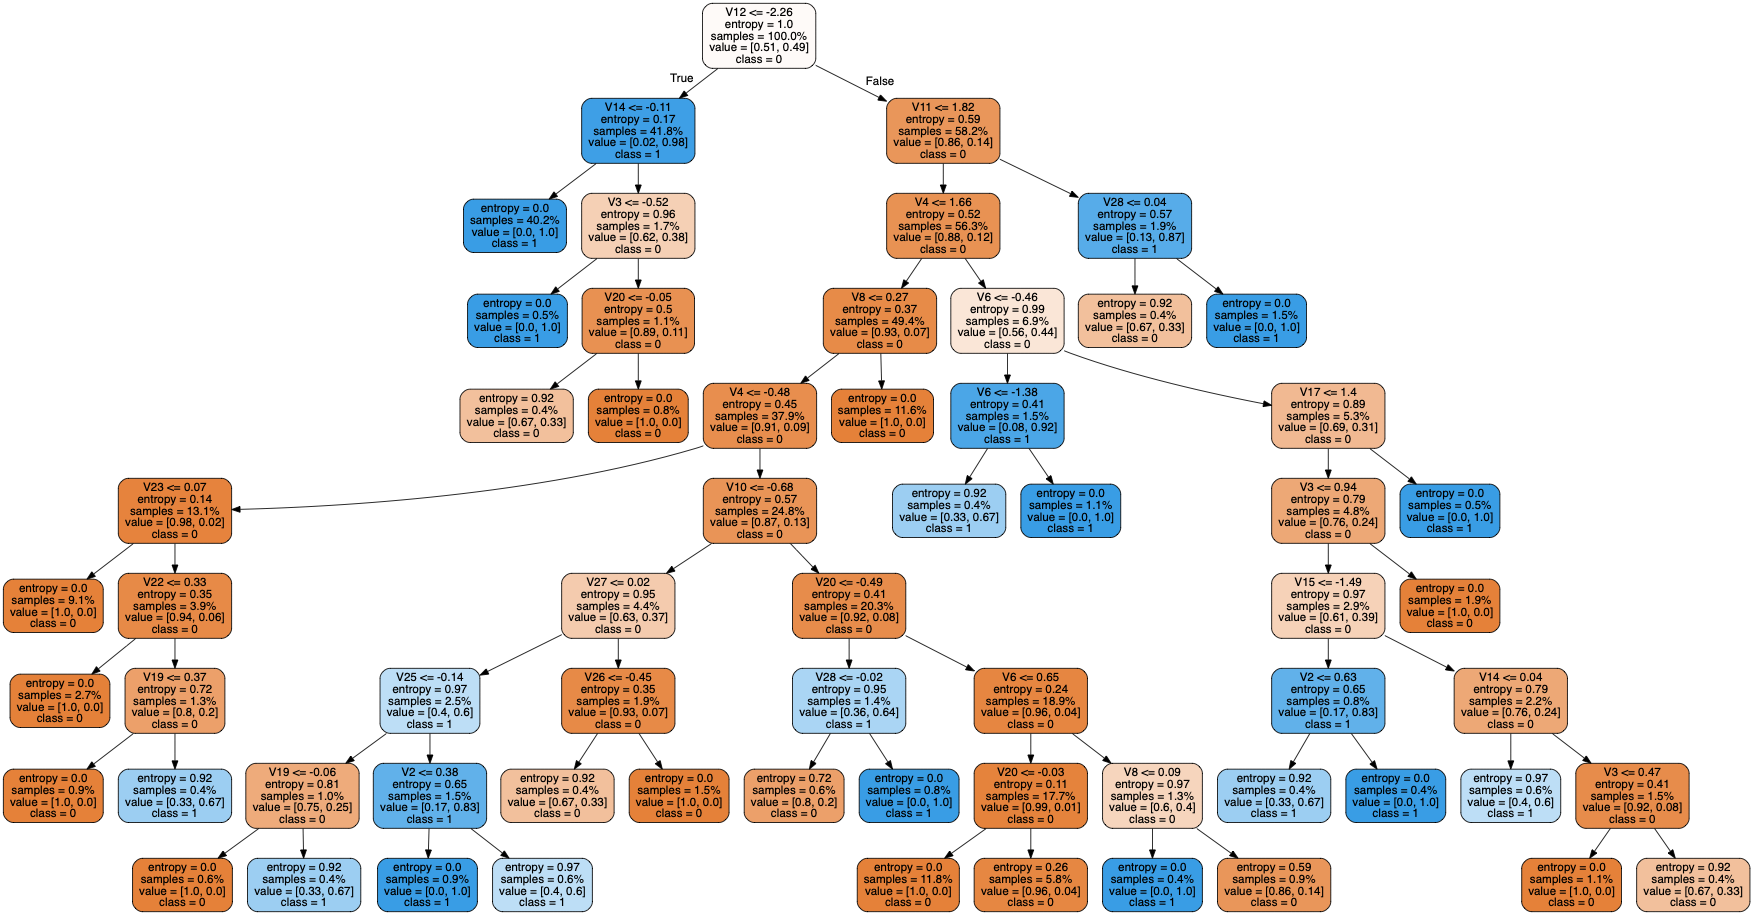 V12 <= -2.26
entropy = 1.0
samples = 100.0%
value = [0.51, 0.49]
class = 0
True
False
V14 <= -0.11
entropy = 0.17
samples = 41.8%
value = [0.02, 0.98]
class = 1
V11 <= 1.82
entropy = 0.59
samples = 58.2%
value = [0.86, 0.14]
class = 0
entropy = 0.0
samples = 40.2%
value = [0.0, 1.0]
class = 1
V3 <= -0.52
entropy = 0.96
samples = 1.7%
value = [0.62, 0.38]
class = 0
V4 <= 1.66
entropy = 0.52
samples = 56.3%
value = [0.88, 0.12]
class = 0
V28 <= 0.04
entropy = 0.57
samples = 1.9%
value = [0.13, 0.87]
class = 1
entropy = 0.0
samples = 0.5%
value = [0.0, 1.0]
class = 1
V20 <= -0.05
entropy = 0.5
samples = 1.1%
value = [0.89, 0.11]
class = 0
V8 <= 0.27
entropy = 0.37
samples = 49.4%
value = [0.93, 0.07]
class = 0
V6 <= -0.46
entropy = 0.99
samples = 6.9%
value = [0.56, 0.44]
class = 0
entropy = 0.92
samples = 0.4%
value = [0.67, 0.33]
class = 0
entropy = 0.0
samples = 1.5%
value = [0.0, 1.0]
class = 1
entropy = 0.92
samples = 0.4%
value = [0.67, 0.33]
class = 0
entropy = 0.0
samples = 0.8%
value = [1.0, 0.0]
class = 0
V4 <= -0.48
entropy = 0.45
samples = 37.9%
value = [0.91, 0.09]
class = 0
entropy = 0.0
samples = 11.6%
value = [1.0, 0.0]
class = 0
V6 <= -1.38
entropy = 0.41
samples = 1.5%
value = [0.08, 0.92]
class = 1
V17 <= 1.4
entropy = 0.89
samples = 5.3%
value = [0.69, 0.31]
class = 0
V23 <= 0.07
entropy = 0.14
samples = 13.1%
value = [0.98, 0.02]
class = 0
V10 <= -0.68
entropy = 0.57
samples = 24.8%
value = [0.87, 0.13]
class = 0
entropy = 0.92
samples = 0.4%
value = [0.33, 0.67]
class = 1
entropy = 0.0
samples = 1.1%
value = [0.0, 1.0]
class = 1
V3 <= 0.94
entropy = 0.79
samples = 4.8%
value = [0.76, 0.24]
class = 0
entropy = 0.0
samples = 0.5%
value = [0.0, 1.0]
class = 1
entropy = 0.0
samples = 9.1%
value = [1.0, 0.0]
class = 0
V22 <= 0.33
entropy = 0.35
samples = 3.9%
value = [0.94, 0.06]
class = 0
V27 <= 0.02
entropy = 0.95
samples = 4.4%
value = [0.63, 0.37]
class = 0
V20 <= -0.49
entropy = 0.41
samples = 20.3%
value = [0.92, 0.08]
class = 0
V15 <= -1.49
entropy = 0.97
samples = 2.9%
value = [0.61, 0.39]
class = 0
entropy = 0.0
samples = 1.9%
value = [1.0, 0.0]
class = 0
entropy = 0.0
samples = 2.7%
value = [1.0, 0.0]
class = 0
V19 <= 0.37
entropy = 0.72
samples = 1.3%
value = [0.8, 0.2]
class = 0
V25 <= -0.14
entropy = 0.97
samples = 2.5%
value = [0.4, 0.6]
class = 1
V26 <= -0.45
entropy = 0.35
samples = 1.9%
value = [0.93, 0.07]
class = 0
V28 <= -0.02
entropy = 0.95
samples = 1.4%
value = [0.36, 0.64]
class = 1
V6 <= 0.65
entropy = 0.24
samples = 18.9%
value = [0.96, 0.04]
class = 0
V2 <= 0.63
entropy = 0.65
samples = 0.8%
value = [0.17, 0.83]
class = 1
V14 <= 0.04
entropy = 0.79
samples = 2.2%
value = [0.76, 0.24]
class = 0
entropy = 0.0
samples = 0.9%
value = [1.0, 0.0]
class = 0
entropy = 0.92
samples = 0.4%
value = [0.33, 0.67]
class = 1
V19 <= -0.06
entropy = 0.81
samples = 1.0%
value = [0.75, 0.25]
class = 0
V2 <= 0.38
entropy = 0.65
samples = 1.5%
value = [0.17, 0.83]
class = 1
entropy = 0.92
samples = 0.4%
value = [0.67, 0.33]
class = 0
entropy = 0.0
samples = 1.5%
value = [1.0, 0.0]
class = 0
entropy = 0.72
samples = 0.6%
value = [0.8, 0.2]
class = 0
entropy = 0.0
samples = 0.8%
value = [0.0, 1.0]
class = 1
V20 <= -0.03
entropy = 0.11
samples = 17.7%
value = [0.99, 0.01]
class = 0
V8 <= 0.09
entropy = 0.97
samples = 1.3%
value = [0.6, 0.4]
class = 0
entropy = 0.92
samples = 0.4%
value = [0.33, 0.67]
class = 1
entropy = 0.0
samples = 0.4%
value = [0.0, 1.0]
class = 1
entropy = 0.97
samples = 0.6%
value = [0.4, 0.6]
class = 1
V3 <= 0.47
entropy = 0.41
samples = 1.5%
value = [0.92, 0.08]
class = 0
entropy = 0.0
samples = 0.6%
value = [1.0, 0.0]
class = 0
entropy = 0.92
samples = 0.4%
value = [0.33, 0.67]
class = 1
entropy = 0.0
samples = 0.9%
value = [0.0, 1.0]
class = 1
entropy = 0.97
samples = 0.6%
value = [0.4, 0.6]
class = 1
entropy = 0.0
samples = 11.8%
value = [1.0, 0.0]
class = 0
entropy = 0.26
samples = 5.8%
value = [0.96, 0.04]
class = 0
entropy = 0.0
samples = 0.4%
value = [0.0, 1.0]
class = 1
entropy = 0.59
samples = 0.9%
value = [0.86, 0.14]
class = 0
entropy = 0.0
samples = 1.1%
value = [1.0, 0.0]
class = 0
entropy = 0.92
samples = 0.4%
value = [0.67, 0.33]
class = 0